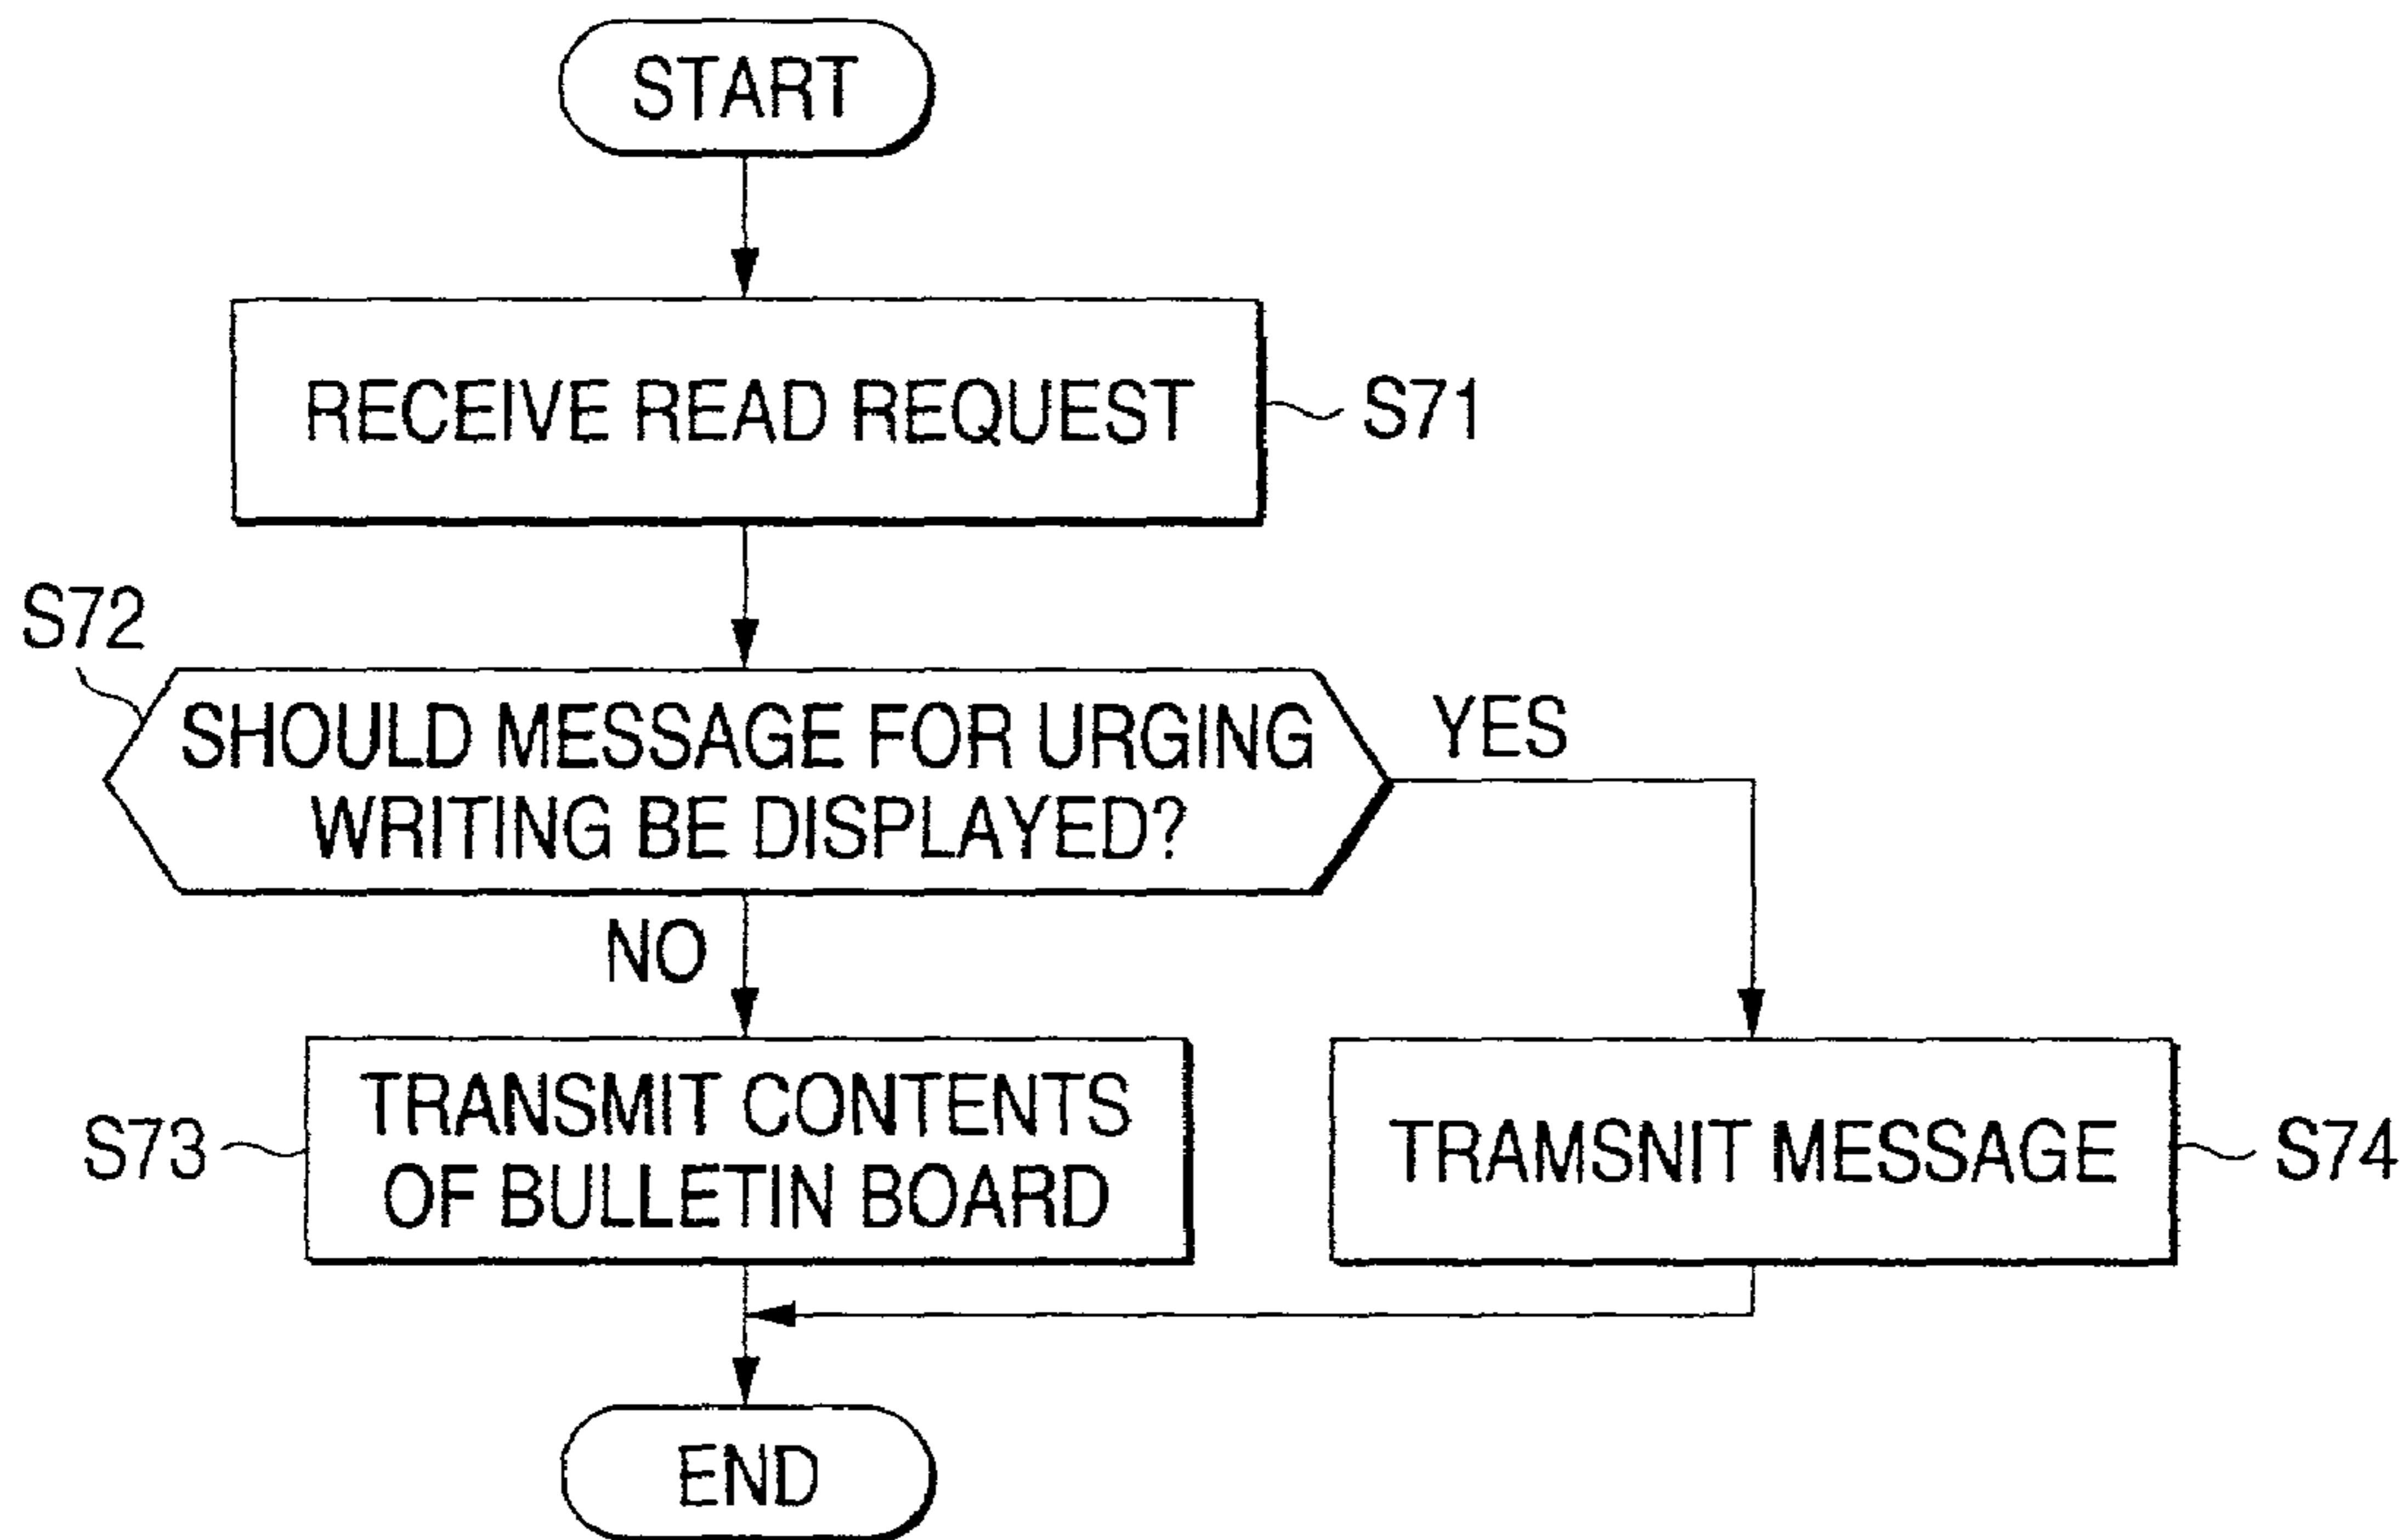 START
RECEIVE READ REQUEST
S71
S72
SHOULD MESSAGE FOR URGING
WRITING BE DISPLAYED?
YES
NO
TRANSMIT CONTENTS
OF BULLETIN BOARD
S73
TRAMSNIT MESSAGE
S74
END